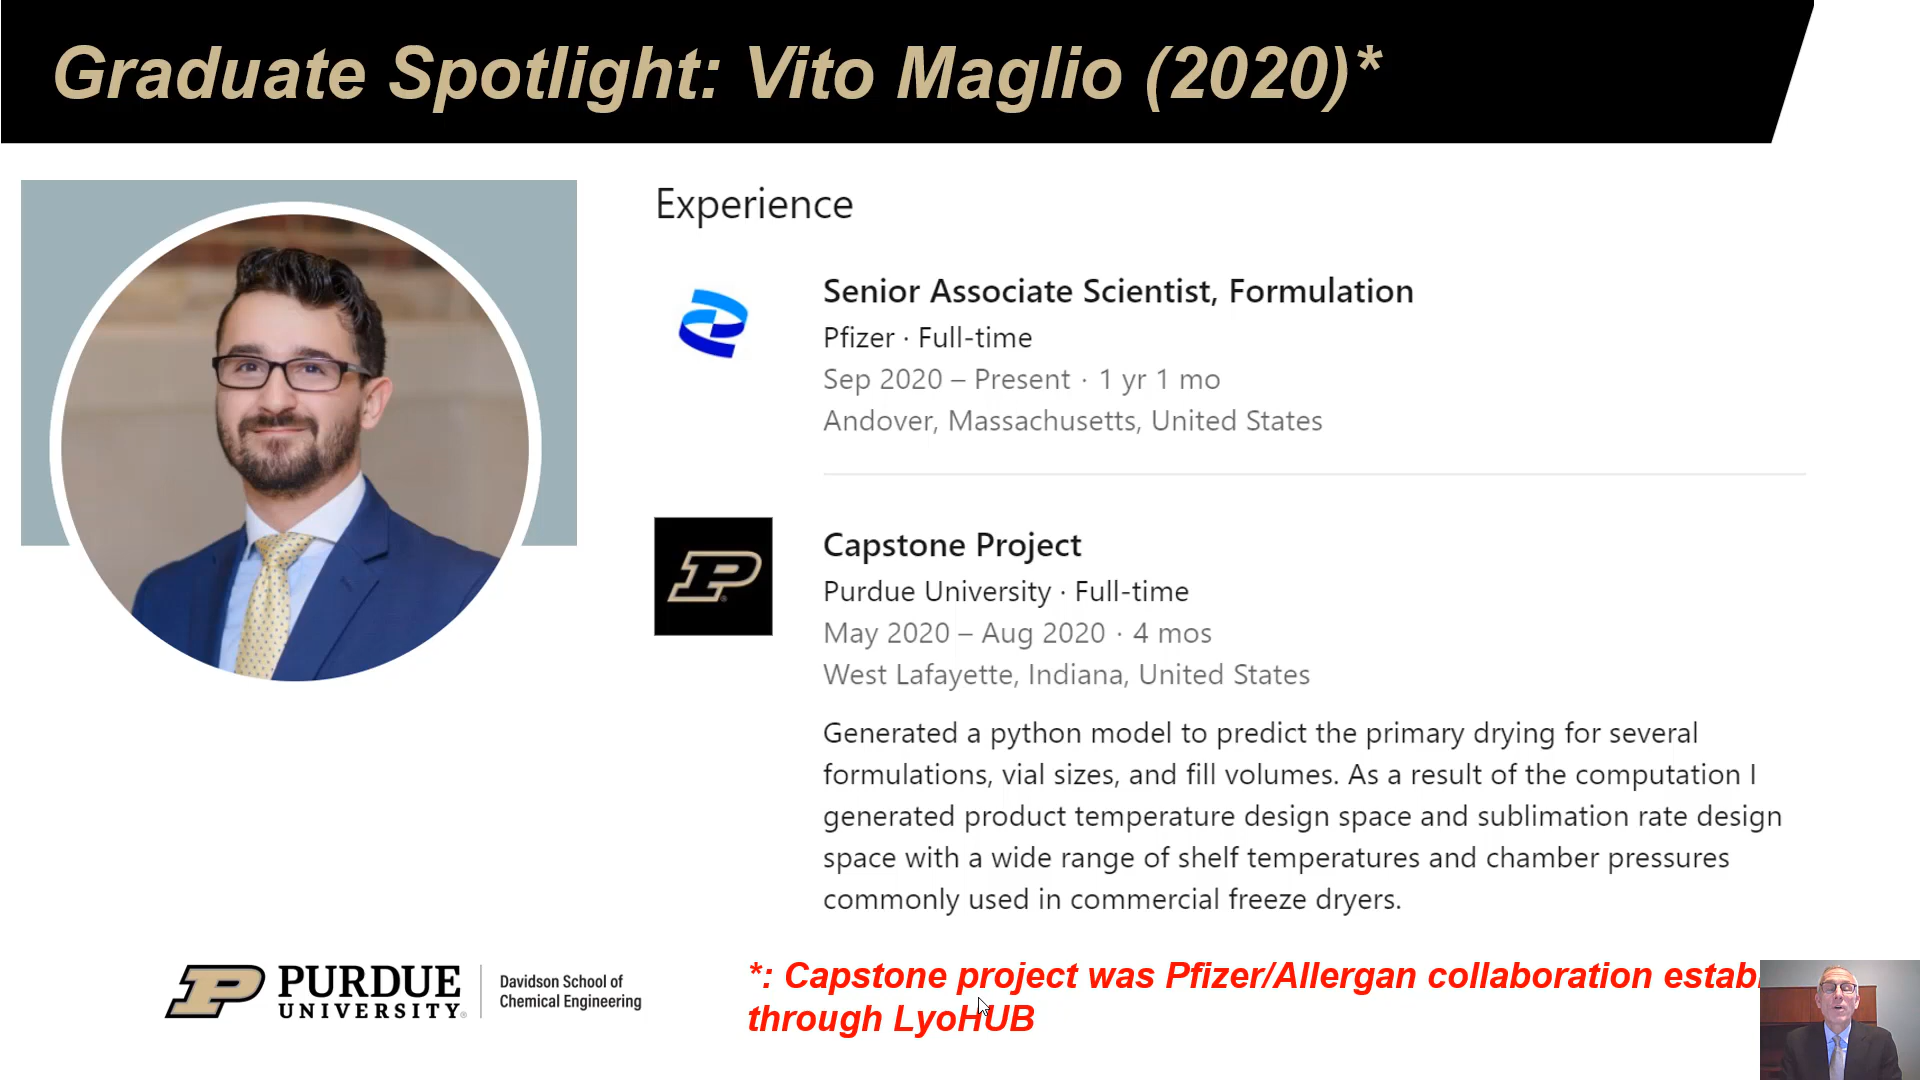 Graduate Spotlight: Vito Maglio (2020)*
Experience
Senior Associate Scientist, Formulation
Pfizer · Full-time
Sep 2020 – Present · 1 yr 1 mo
Andover, Massachusetts, United States
Capstone Project
Purdue University · Full-time
May 2020 – Aug 2020 · 4 mos
West Lafayette, Indiana, United States
Generated a python model to predict the primary drying for several
formulations, vial sizes, and fill volumes. As a result of the computation I
generated product temperature design space and sublimation rate design
space with a wide range of shelf temperatures and chamber pressures
commonly used in commercial freeze dryers.
P PURDUE
UNIVERSITY®
Davidson School of
Chemical Engineering
*: Capstone project was Pfizer/Allergan collaboration
through LyoHUB